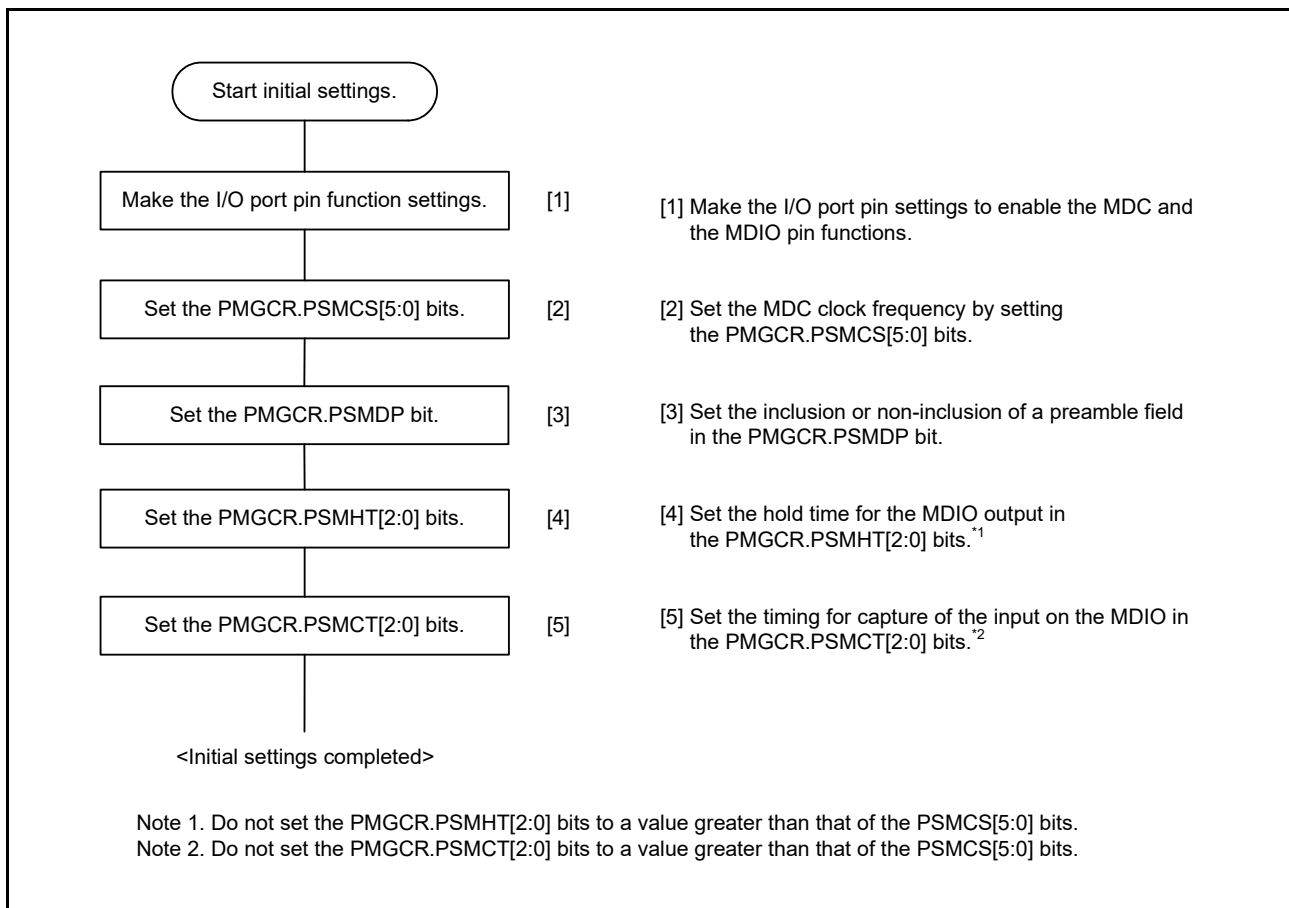 Start initial settings.
Make the I/O port pin function settings.
[1]
[1] Make the I/O port pin settings to enable the MDC and
the MDIO pin functions.
Set the PMGCR.PSMCS[5:0] bits.
[2]
[2] Set the MDC clock frequency by setting
the PMGCR.PSMCS[5:0] bits.
Set the PMGCR.PSMDP bit.
[3]
[3] Set the inclusion or non-inclusion of a preamble field
in the PMGCR.PSMDP bit.
Set the PMGCR.PSMHT[2:0] bits.
[4]
[4] Set the hold time for the MDIO output in
the PMGCR.PSMHT[2:0] bits.*1
Set the PMGCR.PSMCT[2:0] bits.
[5]
[5] Set the timing for capture of the input on the MDIO in
the PMGCR.PSMCT[2:0] bits.*2
<Initial settings completed>
Note 1. Do not set the PMGCR.PSMHT[2:0] bits to a value greater than that of the PSMCS[5:0] bits.
Note 2. Do not set the PMGCR.PSMCT[2:0] bits to a value greater than that of the PSMCS[5:0] bits.